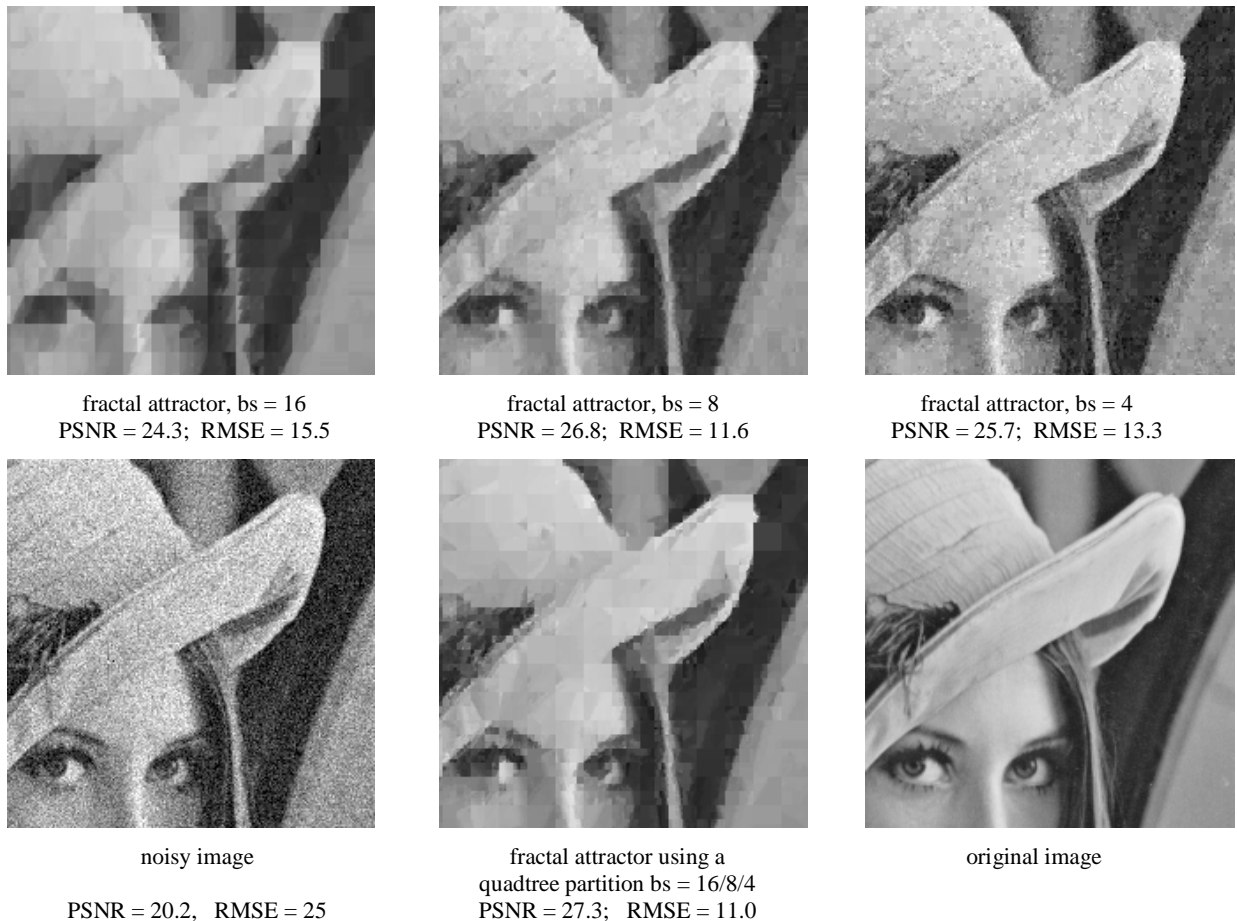 fractal attractor, bs = 16
PSNR = 24.3; RMSE = 15.5
fractal attractor, bs = 8
PSNR = 26.8; RMSE = 11.6
fractal attractor, bs = 4
PSNR = 25.7; RMSE = 13.3
noisy image
PSNR = 20.2, RMSE = 25
fractal attractor using a
quadtree partition bs = 16/8/4
PSNR = 27.3; RMSE = 11.0
original image